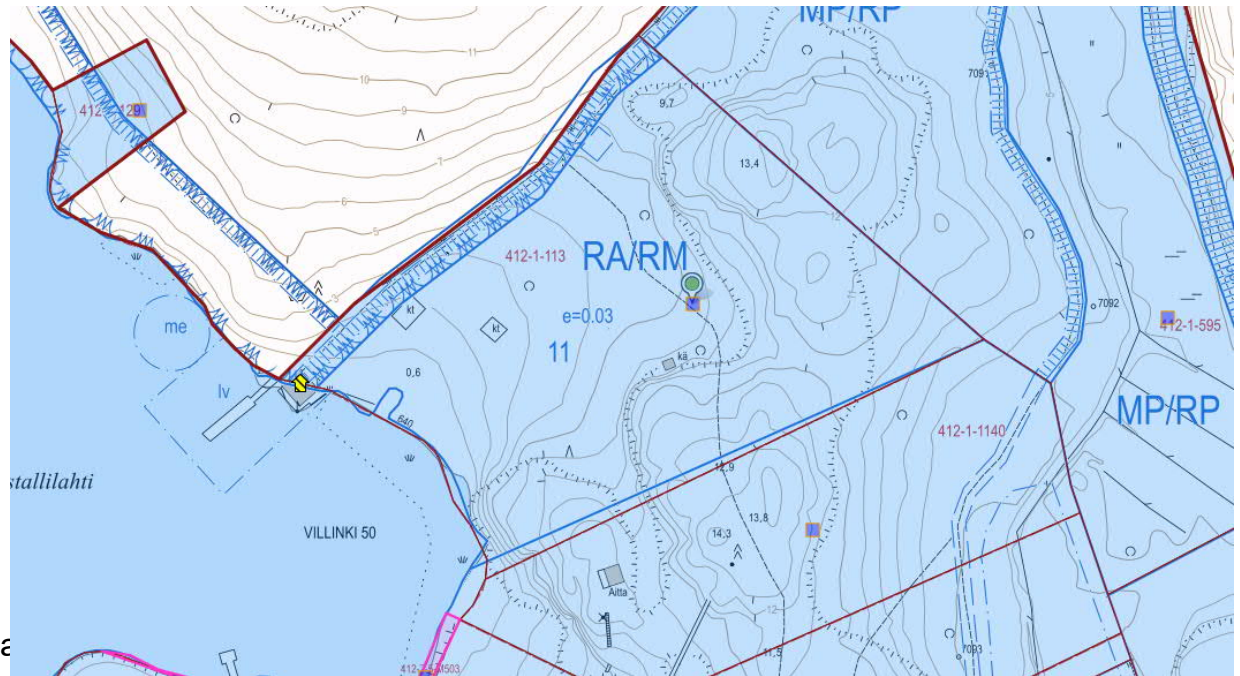 MP/RP
11
10
9
7
6
5
412-1-129
9,7
13,4
12
7091
412-1-113
RA/RM
e=0.03
11
kt
kt
kä
0,6
me
lv
640
7092
412-1-595
MP/RP
412-1-1140
12,9
13,8
14,3
stallilahti
VILLINKI 50
Aitta
12
11,5
7093
a